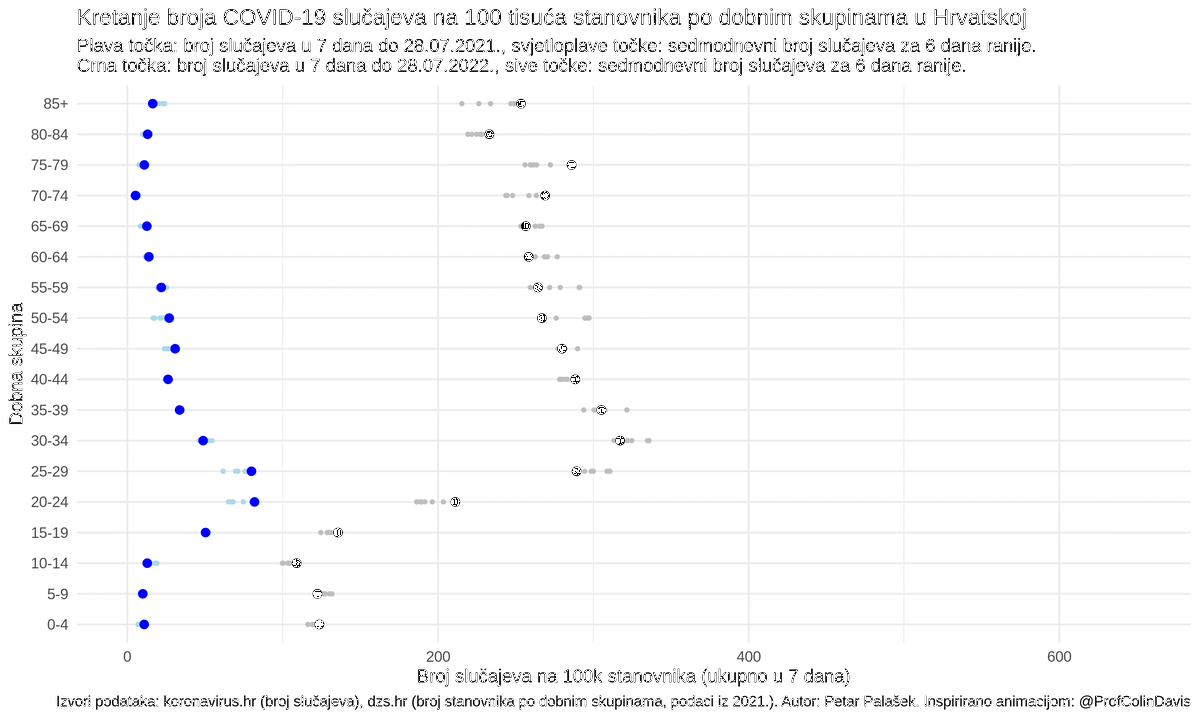 Kretanje broja COVID-19 slučajeva na 100 tisuća stanovnika po dobnim skupinama u Hrvatskoj
Plava točka: broj slučajeva u 7 dana do 28.07.2021., svjetloplave točke: sedmodnevni broj slučajeva za 6 dana ranije.
Crna točka: broj slučajeva u 7 dana do 28.07.2022., sive točke: sedmodnevni broj slučajeva za 6 dana ranije.
Dobna skupina
85+
80-84
75-79
70-74
65-69
60-64
55-59
50-54
45-49
40-44
35-39
30-34
25-29
20-24
15-19
10-14
5-9
0-4
0 200 400 600
Broj slučajeva na 100k stanovnika (ukupno u 7 dana)
Izvori podataka: koronavirus.hr (broj slučajeva), dzs.hr (broj stanovnika po dobnim skupinama, podaci iz 2021.). Autor: Petar Palašek. Inspirirano animacijom: @ProfColinDavis